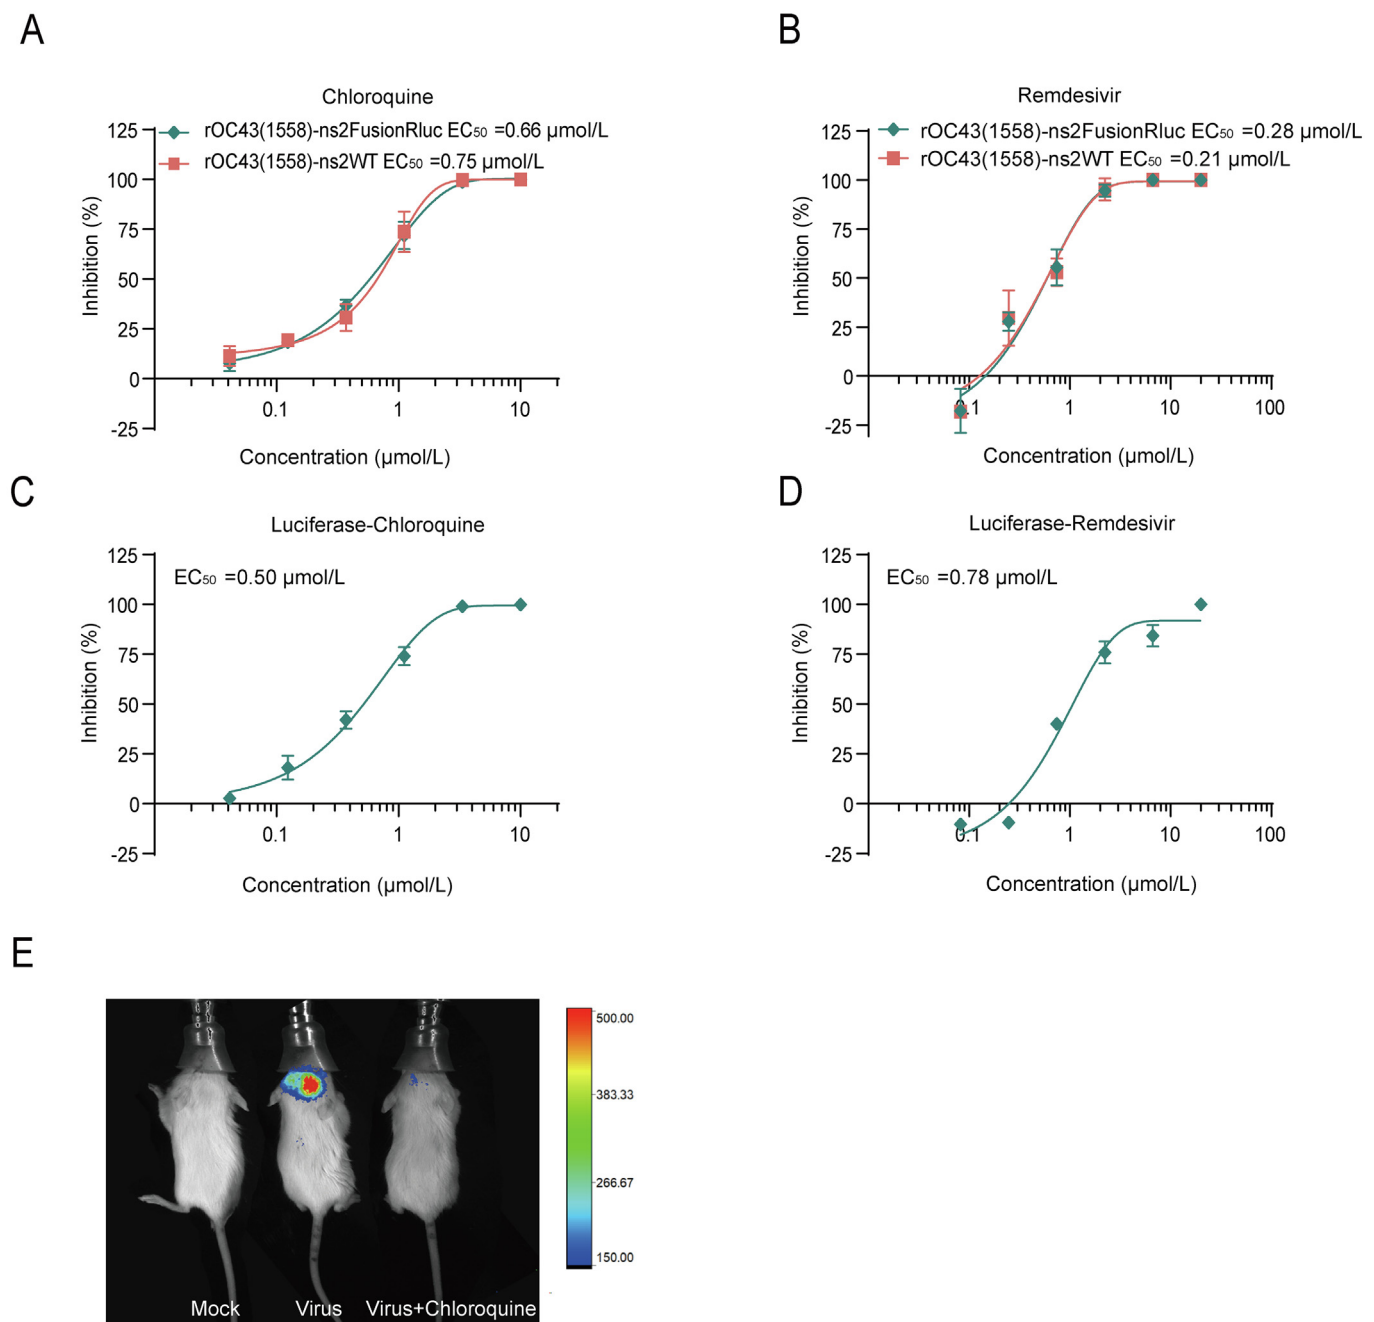 A
Chloroquine
rOC43(1558)-ns2FusionRluc EC50 =0.66 µmol/L
rOC43(1558)-ns2WT EC50 =0.75 µmol/L
125
100
75
50
25
0
-25
Inhibition (%)
0.1 1 10
Concentration (µmol/L)
B
Remdesivir
rOC43(1558)-ns2FusionRluc EC50 =0.28 µmol/L
rOC43(1558)-ns2WT EC50 =0.21 µmol/L
125
100
75
50
25
0
-25
Inhibition (%)
0.1 1 10 100
Concentration (µmol/L)
C
Luciferase-Chloroquine
EC50 =0.50 µmol/L
125
100
75
50
25
0
-25
Inhibition (%)
0.1 1 10
Concentration (µmol/L)
D
Luciferase-Remdesivir
EC50 =0.78 µmol/L
125
100
75
50
25
0
-25
Inhibition (%)
0.1 1 10 100
Concentration (µmol/L)
E
500.00
383.33
266.67
150.00
Mock Virus Virus+Chloroquine